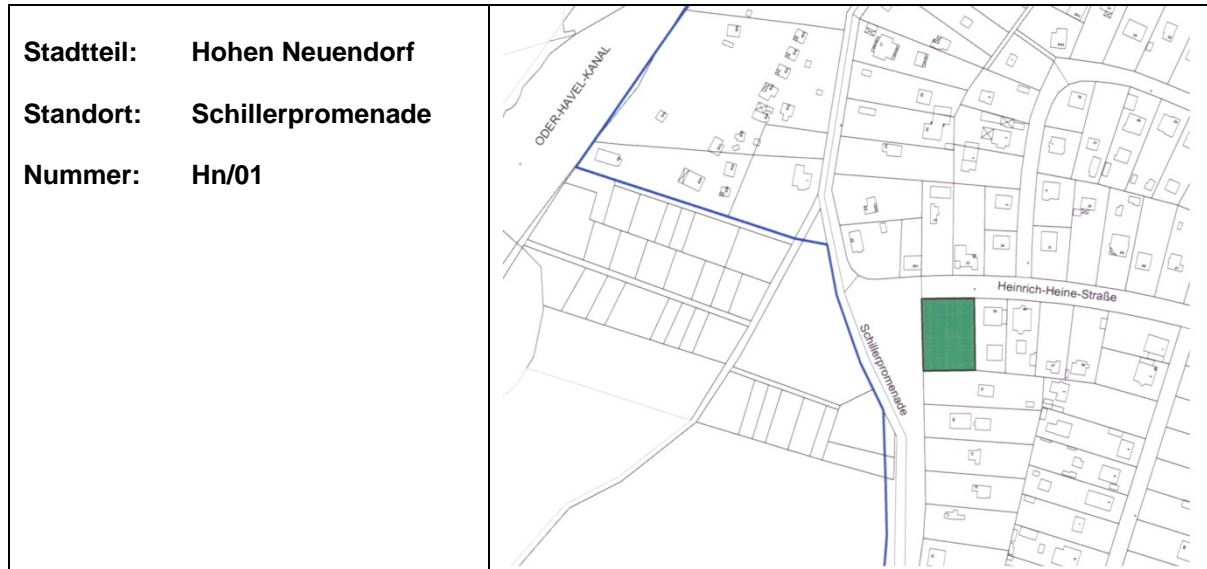 Stadtteil: Hohen Neuendorf
Standort: Schillerpromenade
Nummer: Hn/01
ODER-HAVEL-KANAL
Heinrich-Heine-Straße
Schillerpromenade